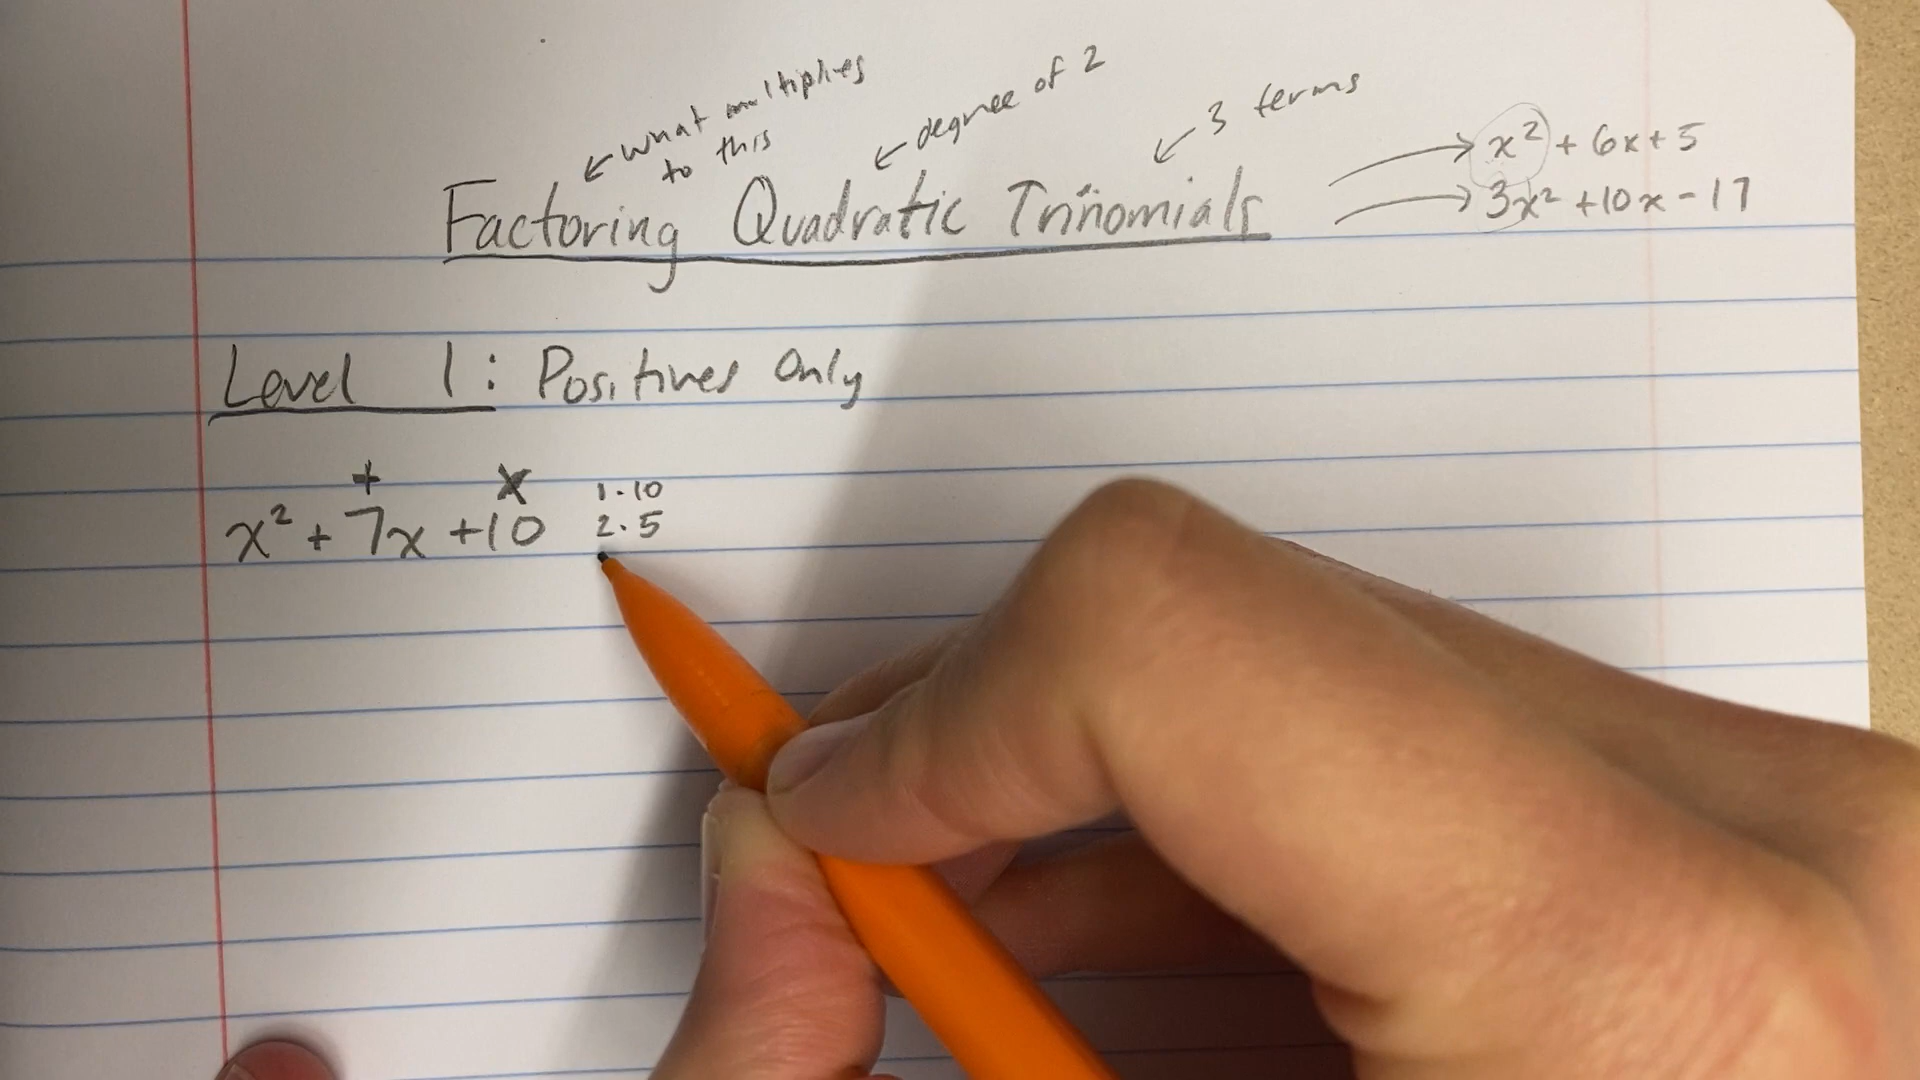 ← what multiplies
to this
← degree of 2
↙ 3 terms
Factoring Quadratic Trinomials
→ x² + 6x + 5
→ 3x² + 10x - 17
Level 1: Positives Only
+ x
x² + 7x + 10
1 · 10
2 · 5